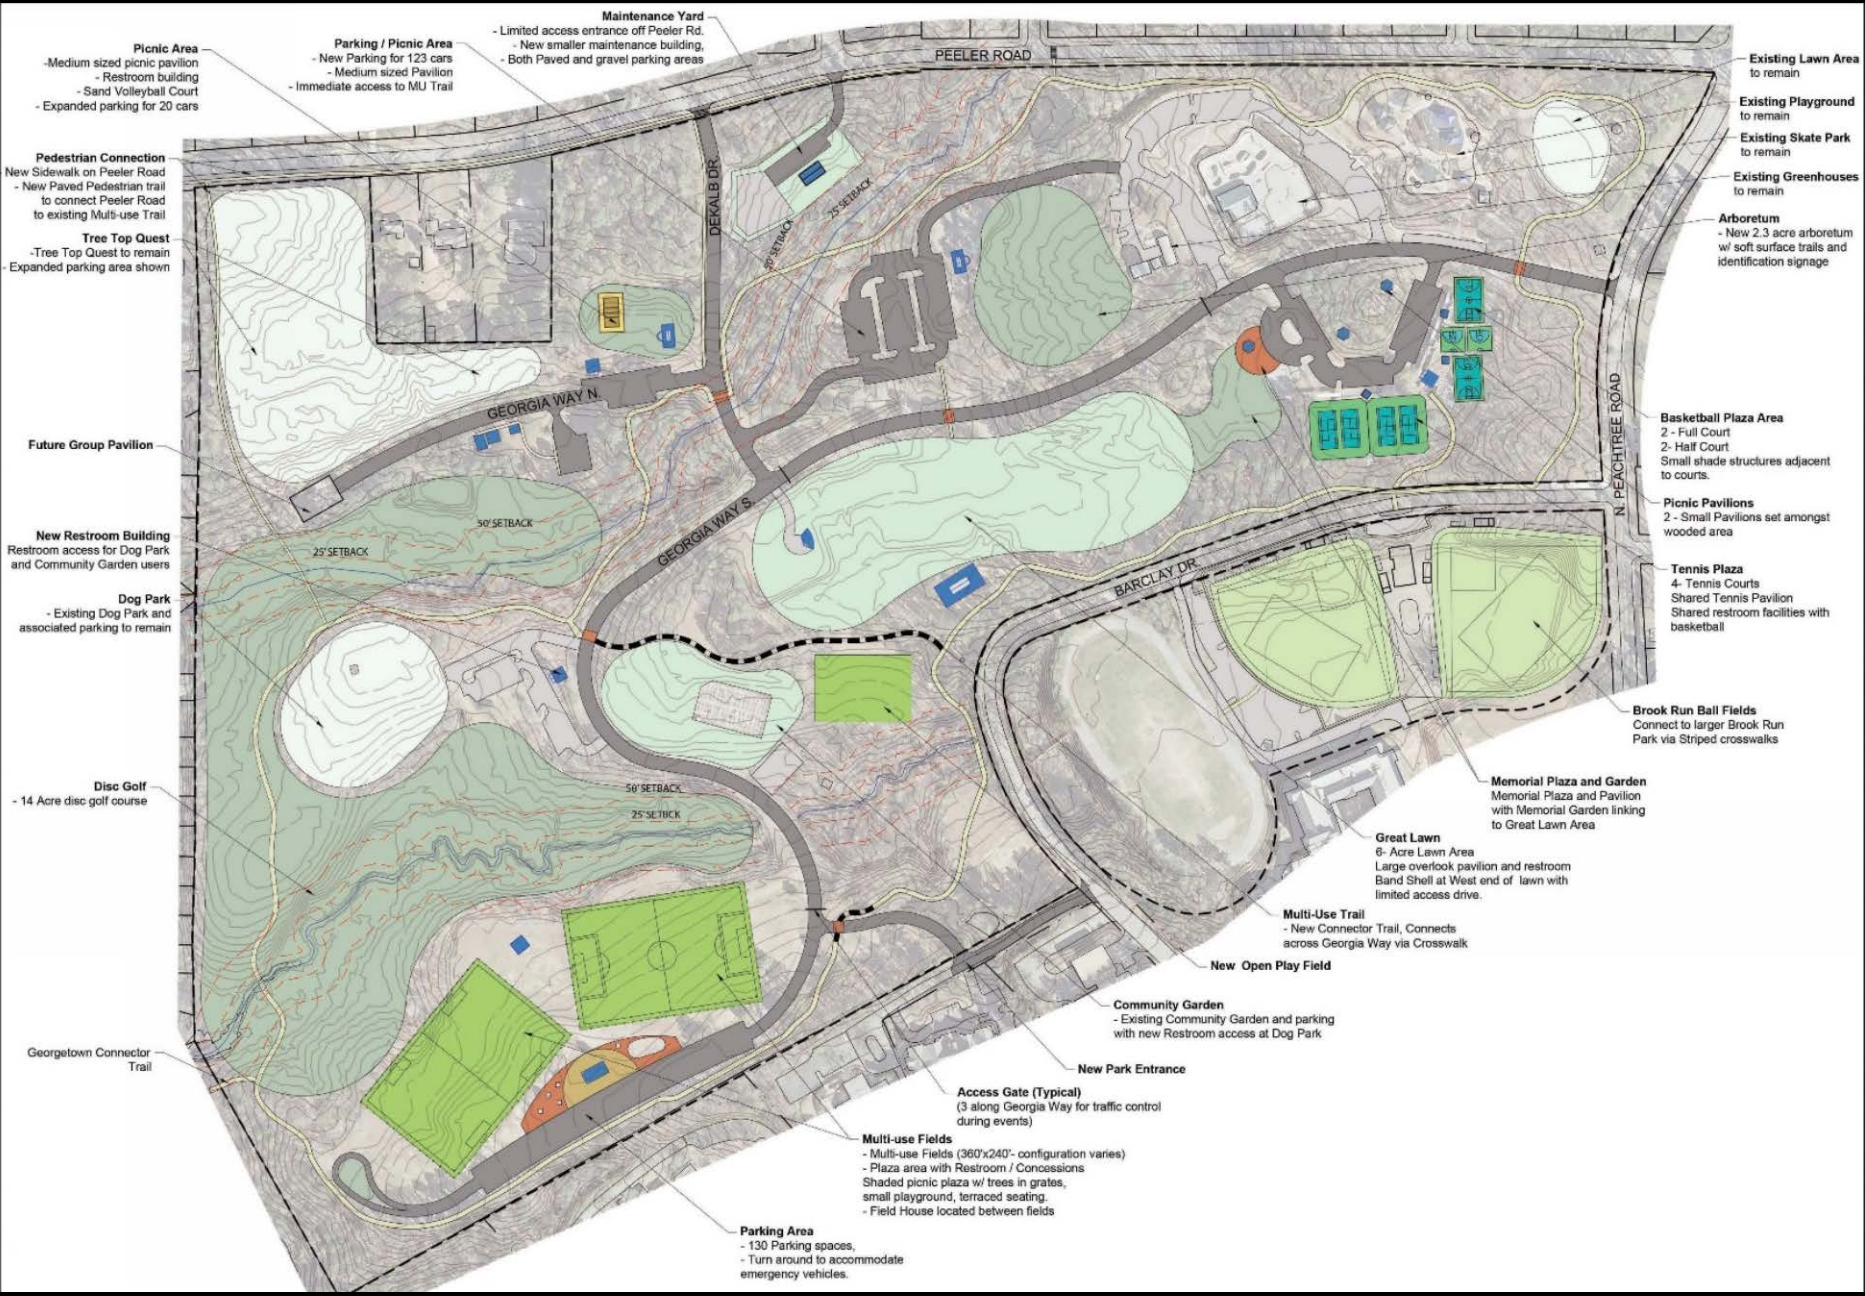 Maintenance Yard
- Limited access entrance off Peeler Rd.
- New smaller maintenance building,
- Both Paved and gravel parking areas
Parking / Picnic Area
- New Parking for 123 cars
- Medium sized Pavilion
- Immediate access to MU Trail
Picnic Area
-Medium sized picnic pavilion
- Restroom building
- Sand Volleyball Court
- Expanded parking for 20 cars
Pedestrian Connection
- New Sidewalk on Peeler Road
- New Paved Pedestrian trail
to connect Peeler Road
to existing Multi-use Trail
Tree Top Quest
-Tree Top Quest to remain
- Expanded parking area shown
Future Group Pavilion
New Restroom Building
Restroom access for Dog Park
and Community Garden users
Dog Park
- Existing Dog Park and
associated parking to remain
Disc Golf
- 14 Acre disc golf course
Georgetown Connector
Trail
PEELER ROAD
DEKALB DR.
25' SETBACK
50' SETBACK
GEORGIA WAY N.
GEORGIA WAY S.
50' SETBACK
25' SETBACK
BARCLAY DR.
N. PEACHTREE ROAD
50' SETBACK
25' SETBCK
Existing Lawn Area
to remain
Existing Playground
to remain
Existing Skate Park
to remain
Existing Greenhouses
to remain
Arboretum
- New 2.3 acre arboretum
w/ soft surface trails and
identification signage
Basketball Plaza Area
2 - Full Court
2- Half Court
Small shade structures adjacent
to courts.
Picnic Pavilions
2 - Small Pavilions set amongst
wooded area
Tennis Plaza
4- Tennis Courts
Shared Tennis Pavilion
Shared restroom facilities with
basketball
Brook Run Ball Fields
Connect to larger Brook Run
Park via Striped crosswalks
Memorial Plaza and Garden
Memorial Plaza and Pavilion
with Memorial Garden linking
to Great Lawn Area
Great Lawn
6- Acre Lawn Area
Large overlook pavilion and restroom
Band Shell at West end of lawn with
limited access drive.
Multi-Use Trail
- New Connector Trail, Connects
across Georgia Way via Crosswalk
New Open Play Field
Community Garden
- Existing Community Garden and parking
with new Restroom access at Dog Park
New Park Entrance
Access Gate (Typical)
(3 along Georgia Way for traffic control
during events)
Multi-use Fields
- Multi-use Fields (360'x240'- configuration varies)
- Plaza area with Restroom / Concessions
Shaded picnic plaza w/ trees in grates,
small playground, terraced seating.
- Field House located between fields
Parking Area
- 130 Parking spaces,
- Turn around to accommodate
emergency vehicles.